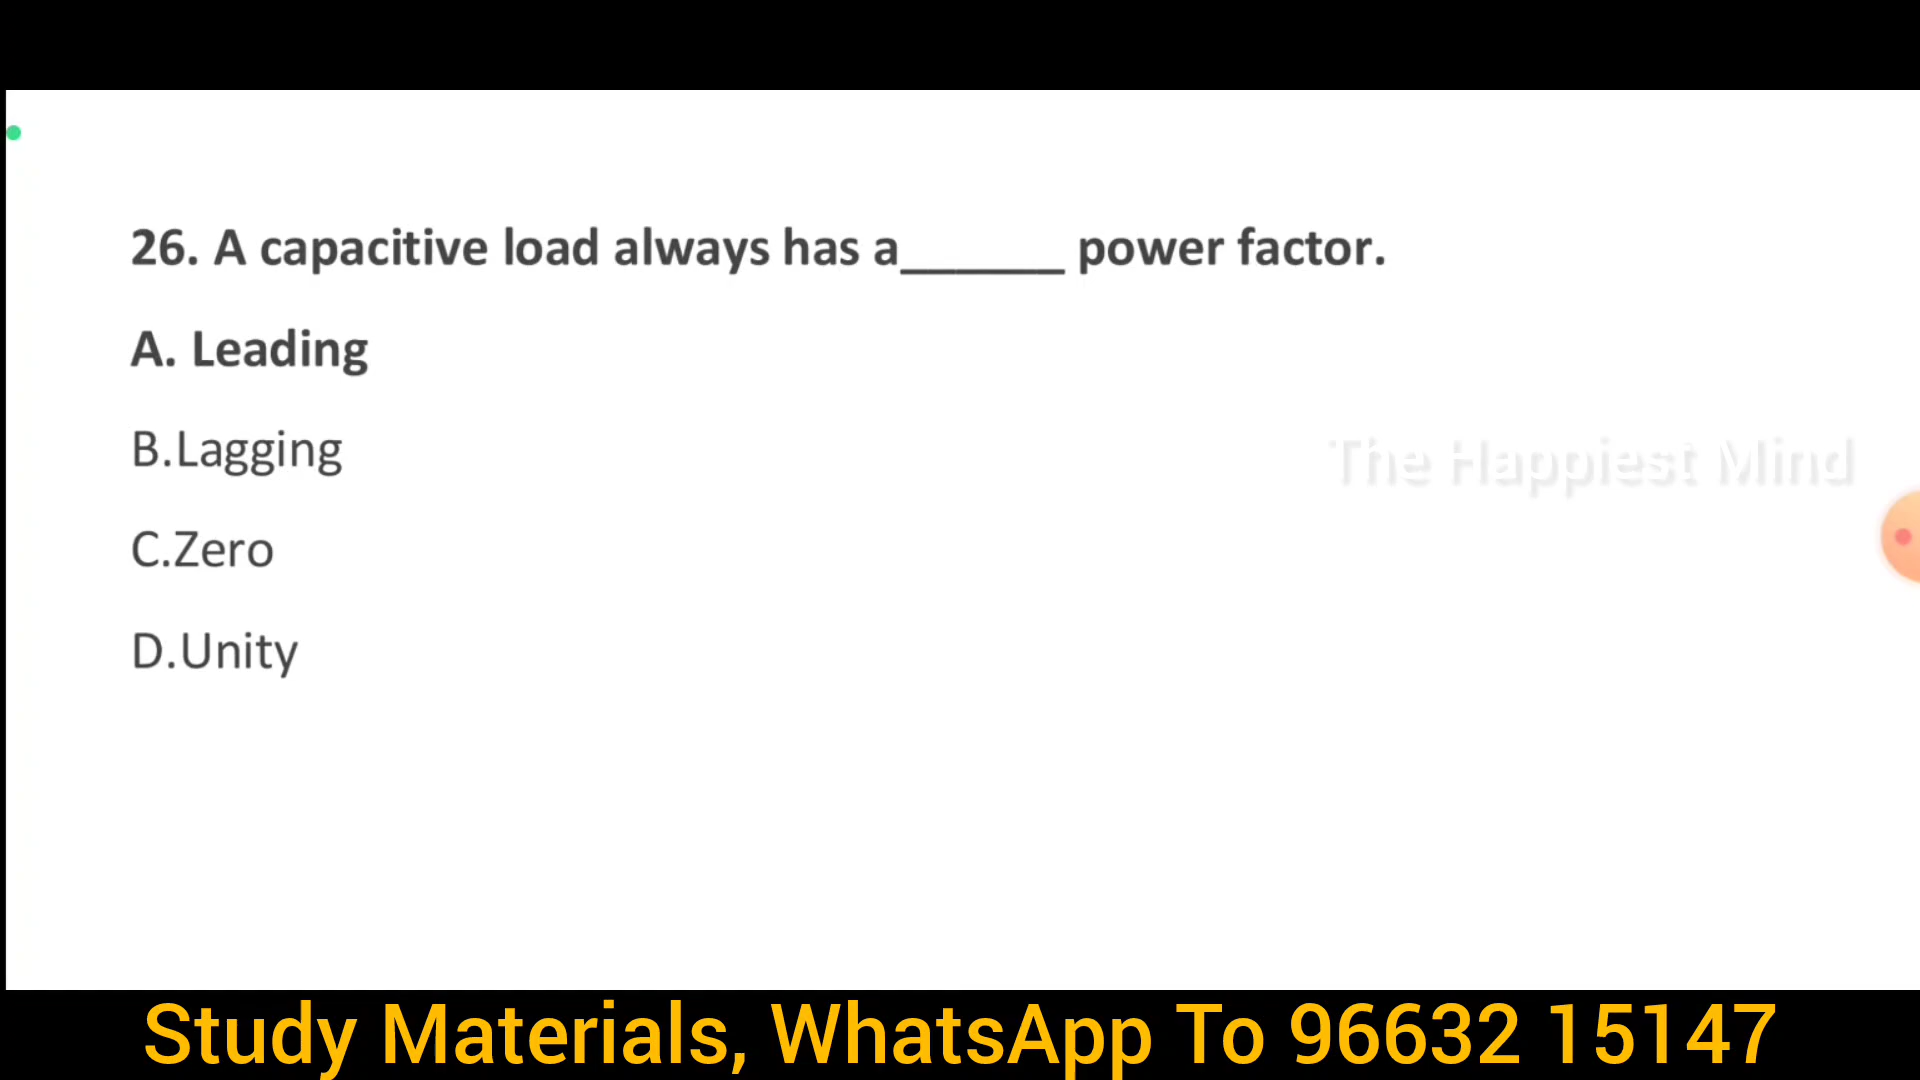 26. A capacitive load always has a______ power factor.
A. Leading
B.Lagging
The Happiest Mind
C.Zero
D.Unity
Study Materials, WhatsApp To 96632 15147